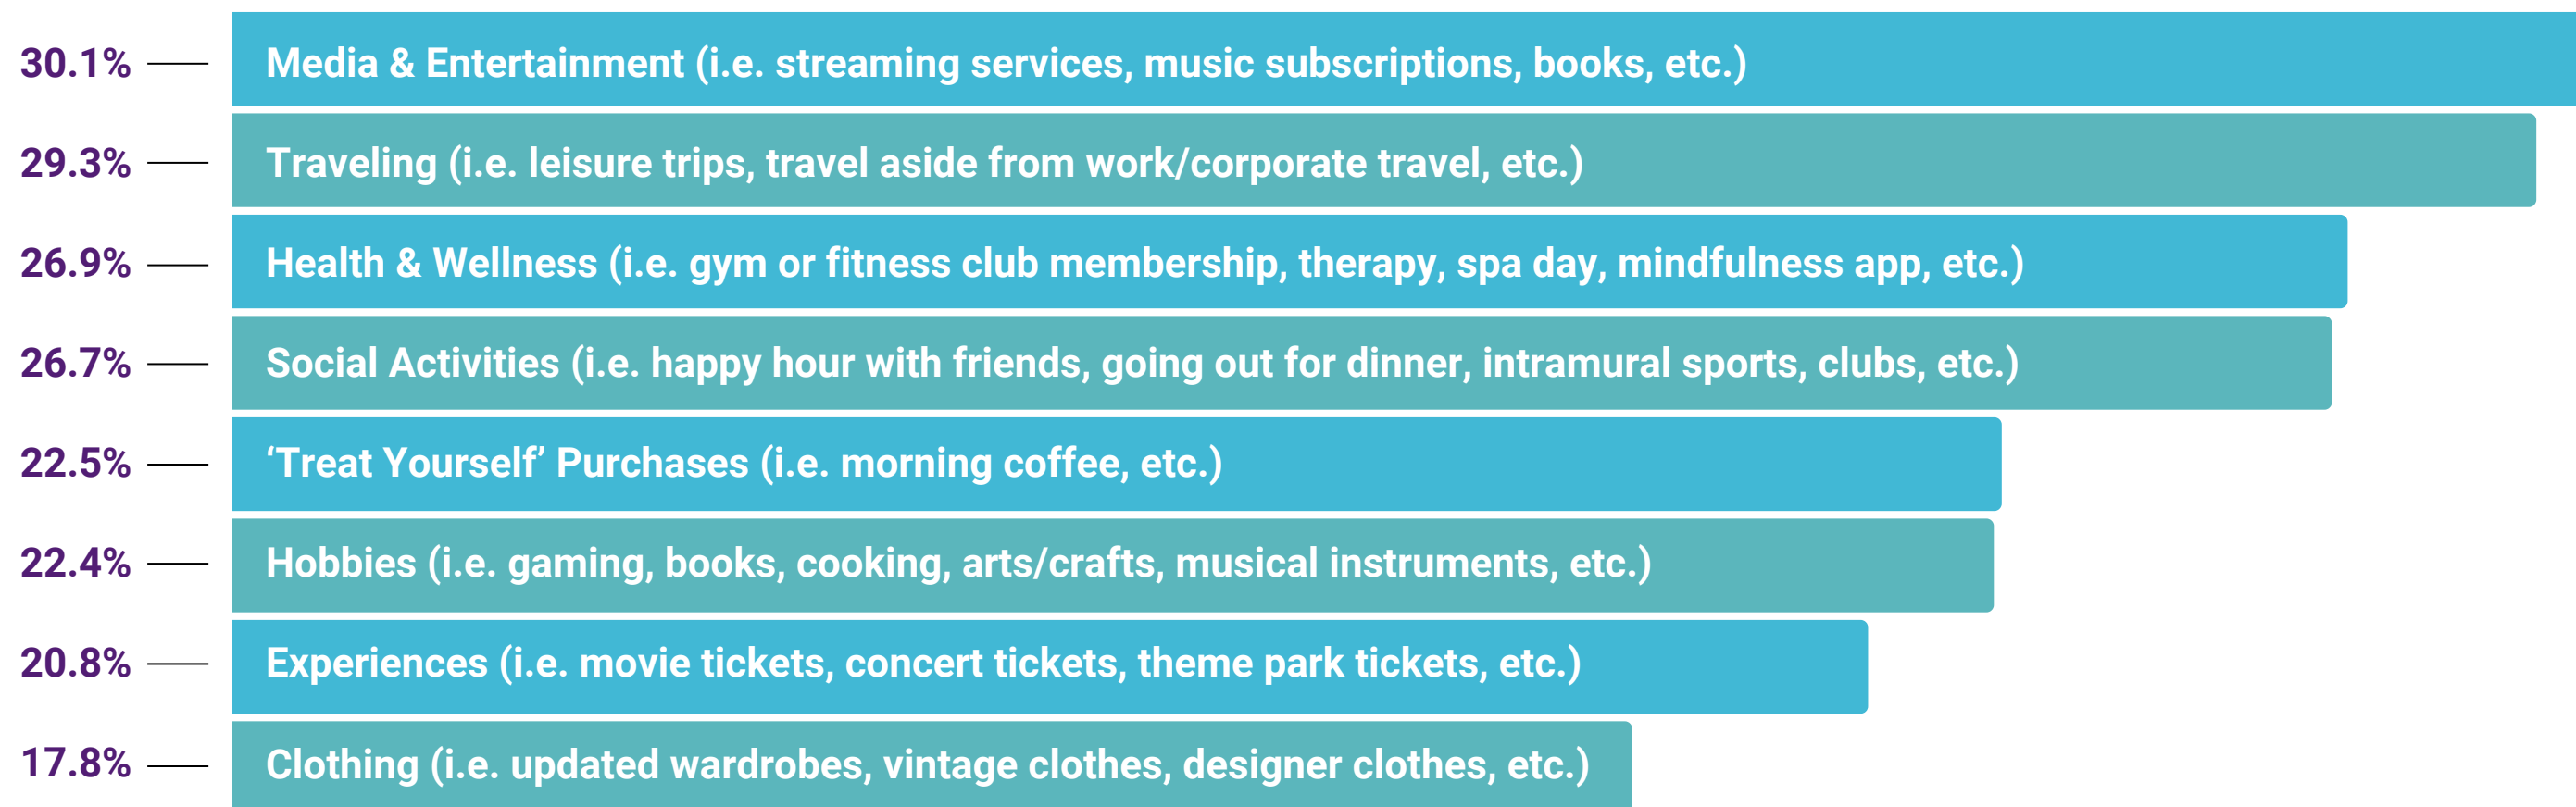 30.1% Media & Entertainment (i.e. streaming services, music subscriptions, books, etc.)
29.3% Traveling (i.e. leisure trips, travel aside from work/corporate travel, etc.)
26.9% Health & Wellness (i.e. gym or fitness club membership, therapy, spa day, mindfulness app, etc.)
26.7% Social Activities (i.e. happy hour with friends, going out for dinner, intramural sports, clubs, etc.)
22.5% ‘Treat Yourself’ Purchases (i.e. morning coffee, etc.)
22.4% Hobbies (i.e. gaming, books, cooking, arts/crafts, musical instruments, etc.)
20.8% Experiences (i.e. movie tickets, concert tickets, theme park tickets, etc.)
17.8% Clothing (i.e. updated wardrobes, vintage clothes, designer clothes, etc.)